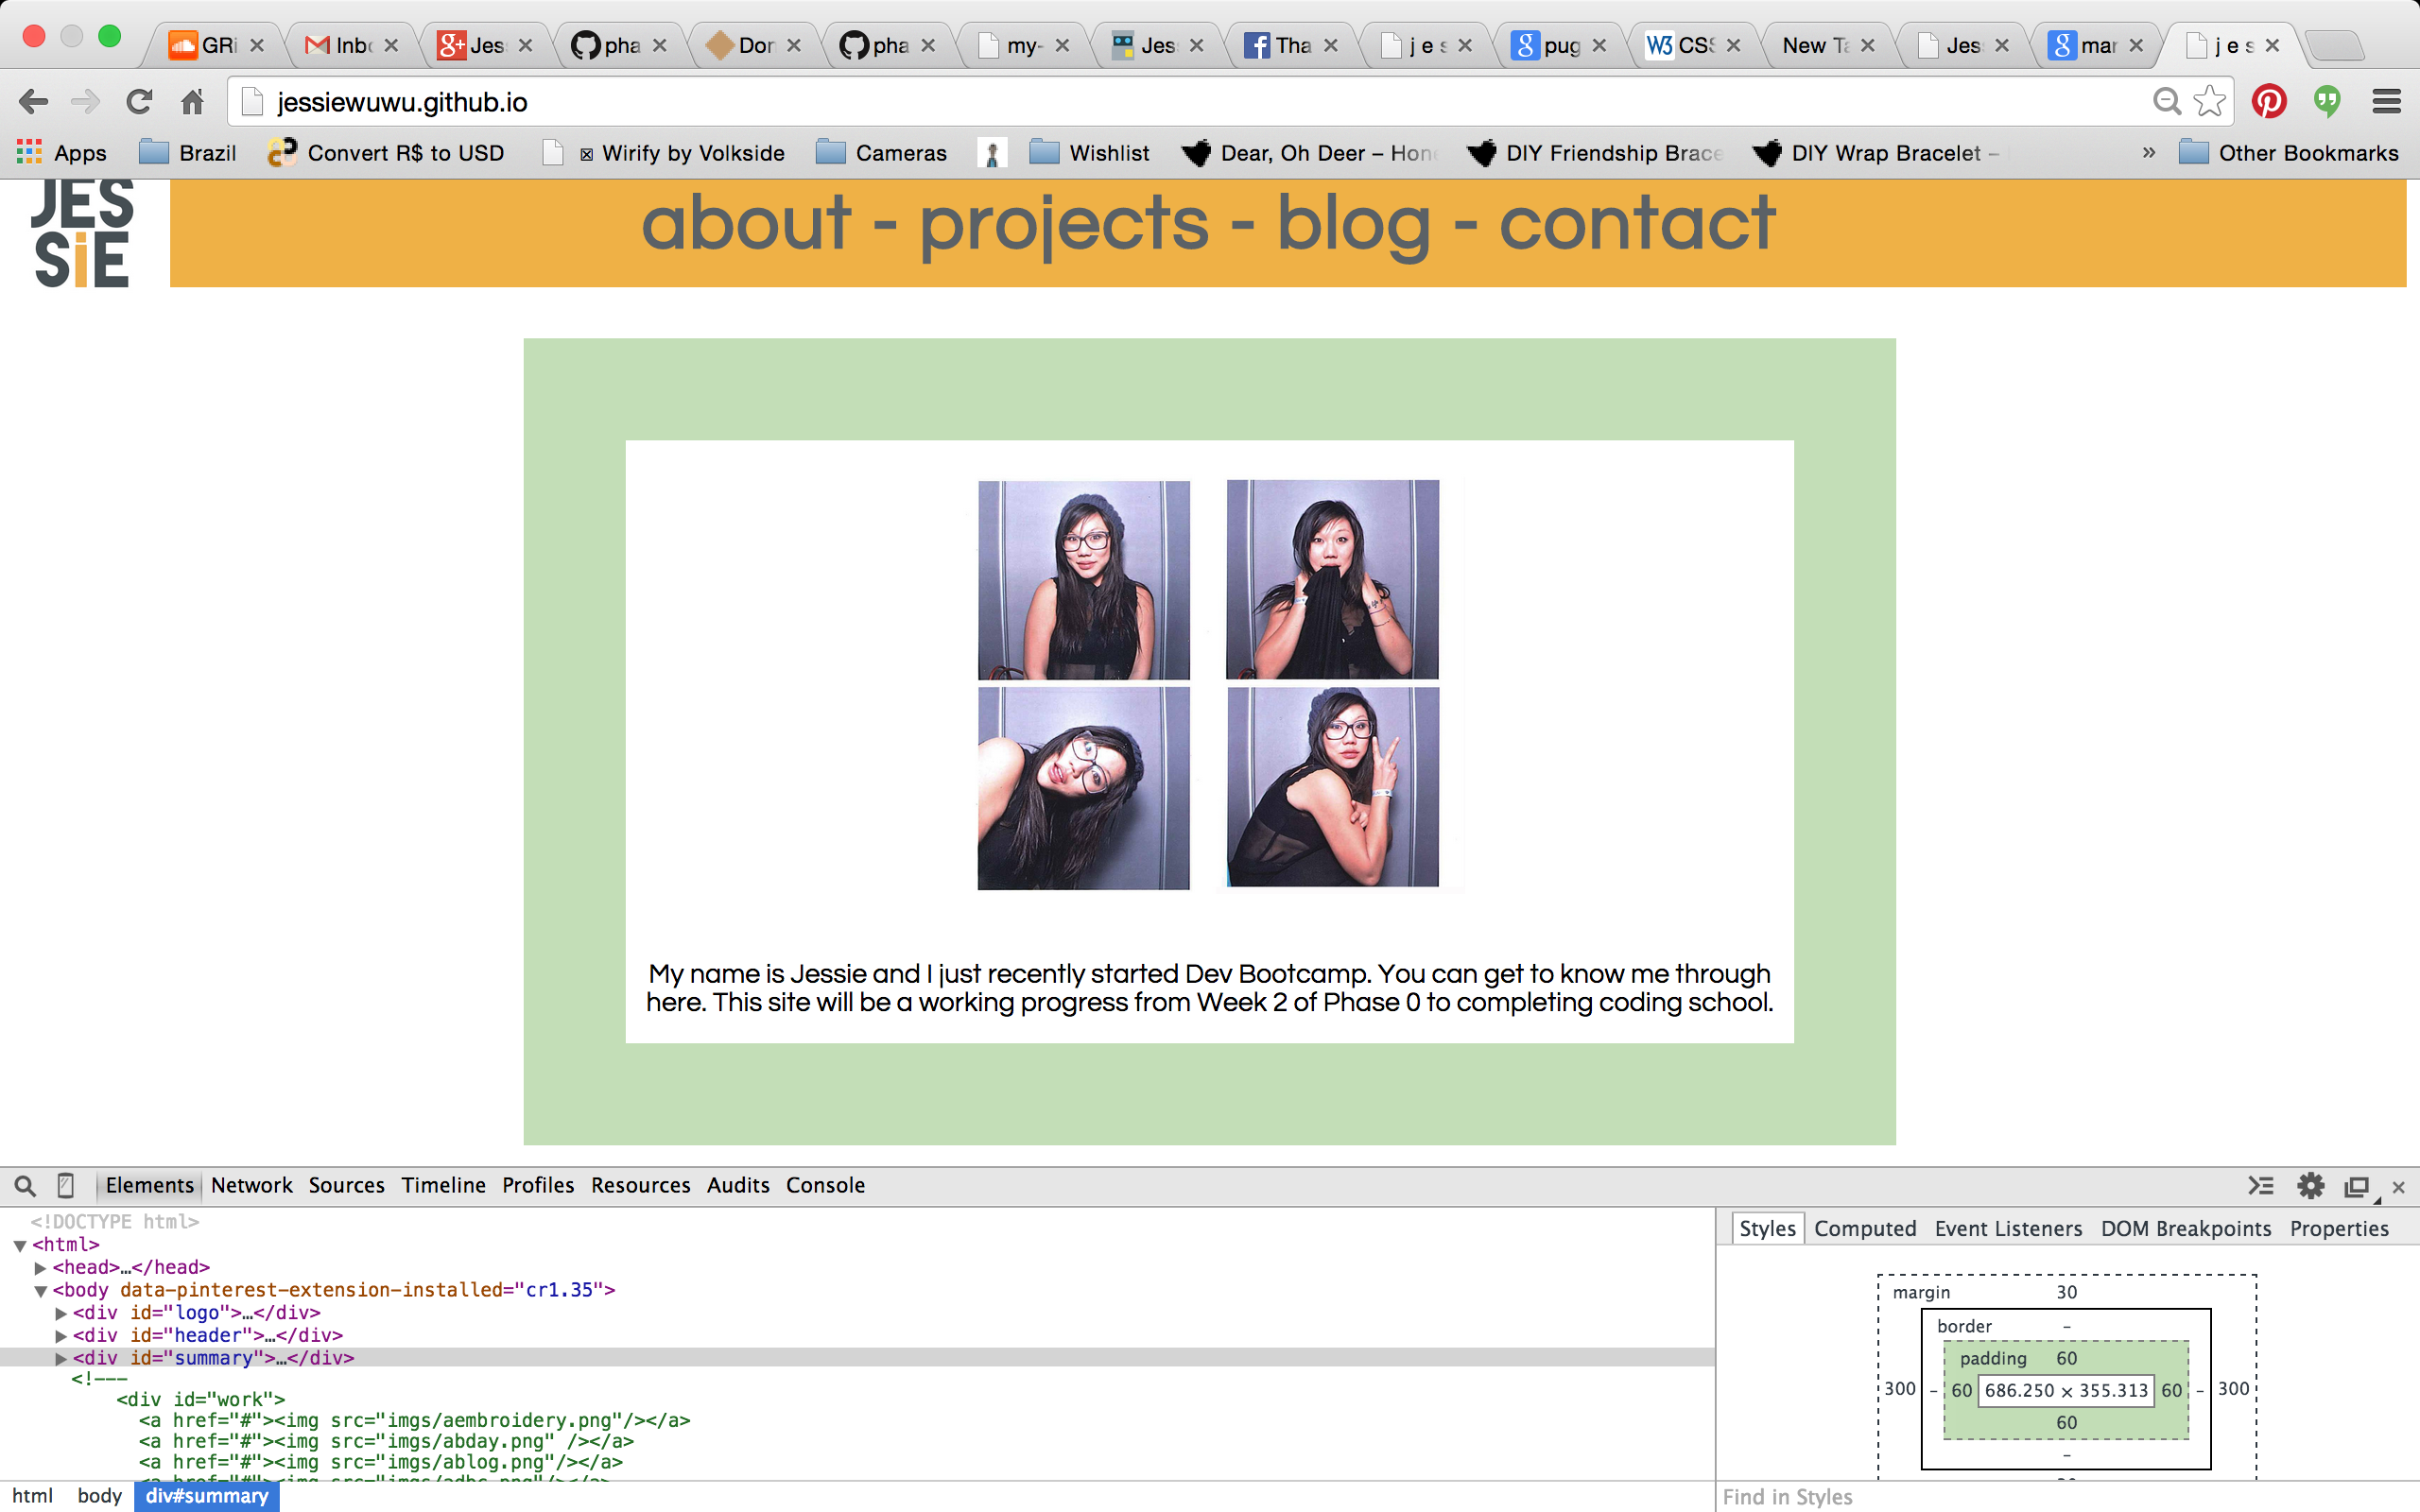 GRi Inb Jes pha Don pha my- Jes Tha j e s pug CSS New Ta Jes mar j e s
jessiewuwu.github.io
Apps Brazil Convert R$ to USD Wirify by Volkside Cameras Wishlist Dear, Oh Deer – Hon DIY Friendship Brace DIY Wrap Bracelet – » Other Bookmarks
JES
SiE
about - projects - blog - contact
My name is Jessie and I just recently started Dev Bootcamp. You can get to know me through
here. This site will be a working progress from Week 2 of Phase 0 to completing coding school.
Elements Network Sources Timeline Profiles Resources Audits Console
<!DOCTYPE html>
<html>
<head>…</head>
<body data-pinterest-extension-installed="cr1.35">
<div id="logo">…</div>
<div id="header">…</div>
<div id="summary">…</div>
<!---
<div id="work">
<a href="#"><img src="imgs/aembroidery.png"/></a>
<a href="#"><img src="imgs/abday.png" /></a>
<a href="#"><img src="imgs/ablog.png"/></a>
<a href="#"><img src="imgs/adbc.png"/></a>
html body div#summary
Styles Computed Event Listeners DOM Breakpoints Properties
margin 30
border –
padding 60
300 – 60 686.250 × 355.313 60 – 300
60
–
Find in Styles